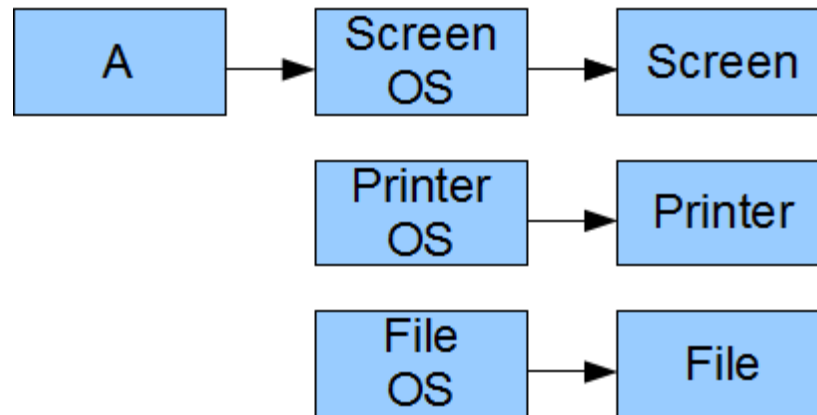 A
Screen
OS
Screen
Printer
OS
Printer
File
OS
File